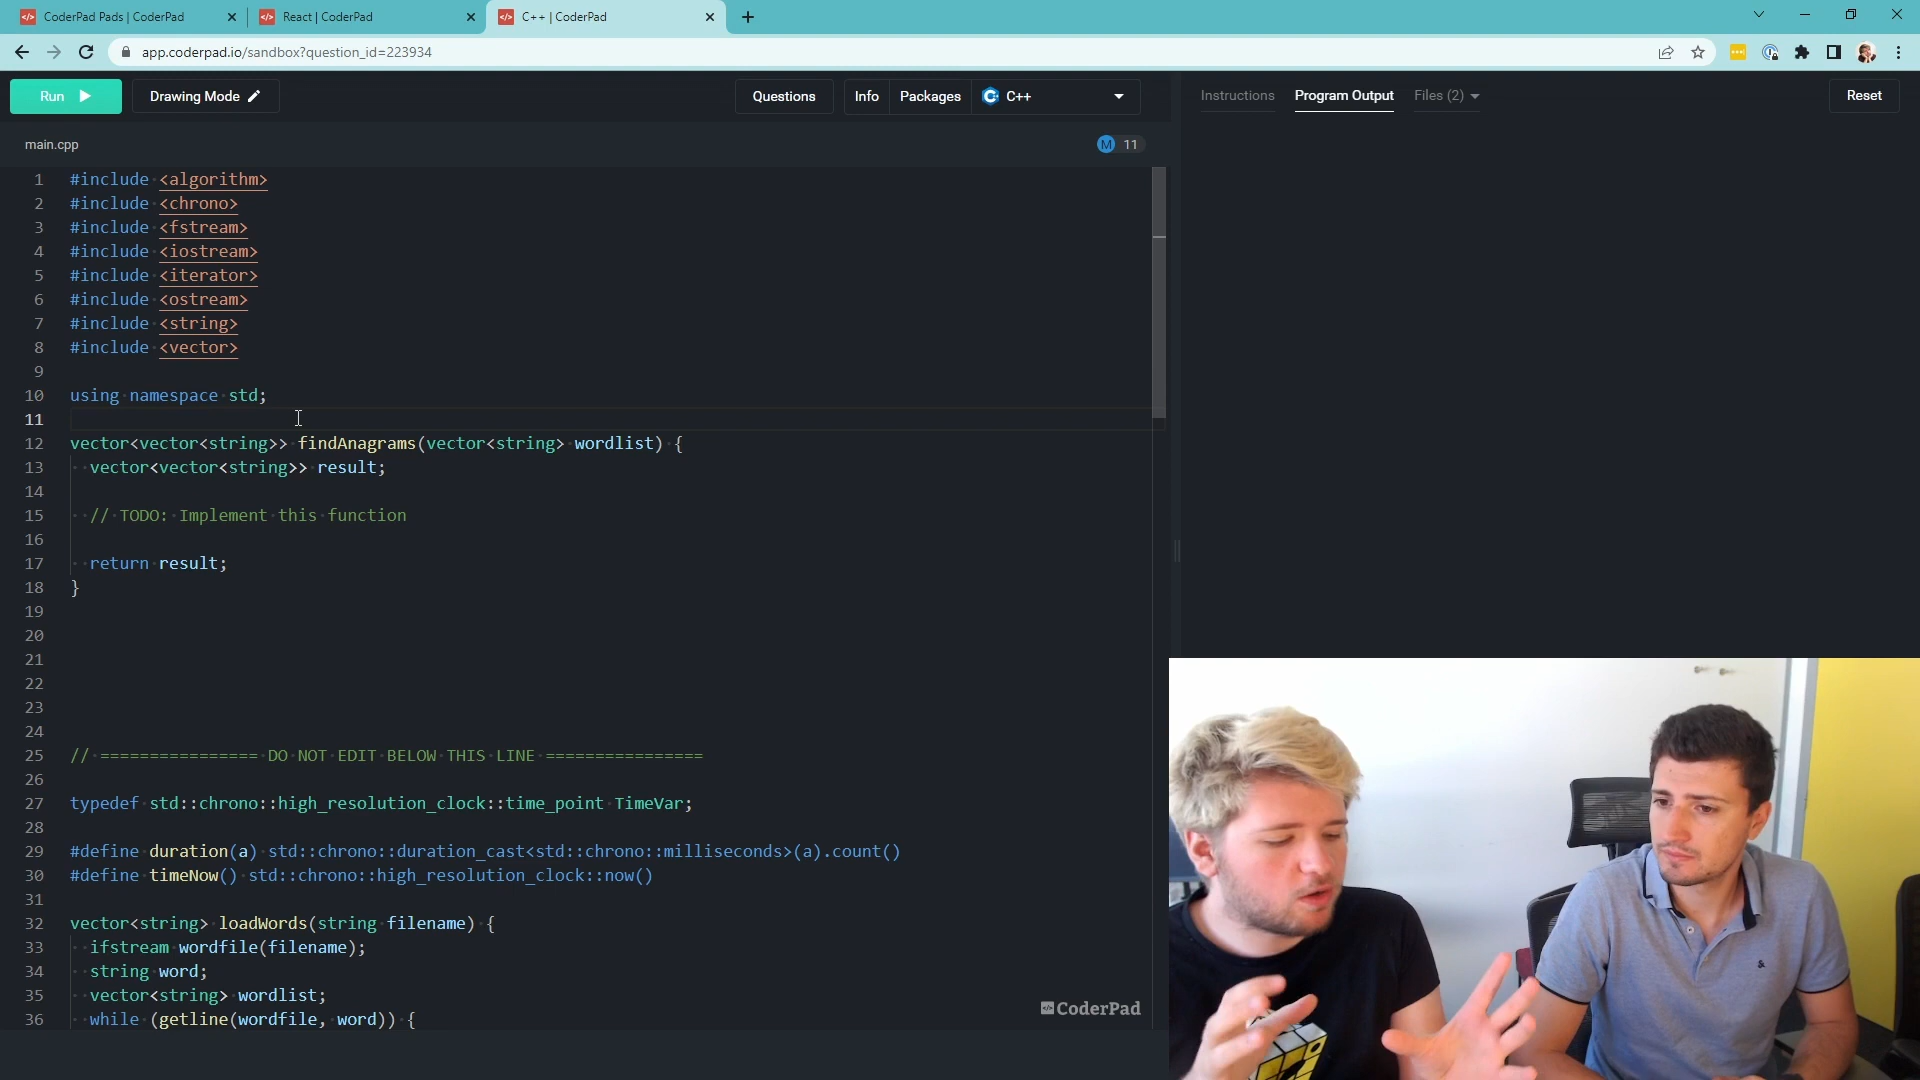 CoderPad Pads | CoderPad
React | CoderPad
C++ | CoderPad
app.coderpad.io/sandbox?question_id=223934
Run
Drawing Mode
Questions
Info
Packages
C++
Instructions
Program Output
Files (2)
Reset
main.cpp
M 11
1 #include <algorithm>
2 #include <chrono>
3 #include <fstream>
4 #include <iostream>
5 #include <iterator>
6 #include <ostream>
7 #include <string>
8 #include <vector>
9
10 using namespace std;
11
12 vector<vector<string>> findAnagrams(vector<string> wordlist) {
13 vector<vector<string>> result;
14
15 // TODO: Implement this function
16
17 return result;
18 }
19
20
21
22
23
24
25 // ================ DO NOT EDIT BELOW THIS LINE ================
26
27 typedef std::chrono::high_resolution_clock::time_point TimeVar;
28
29 #define duration(a) std::chrono::duration_cast<std::chrono::milliseconds>(a).count()
30 #define timeNow() std::chrono::high_resolution_clock::now()
31
32 vector<string> loadWords(string filename) {
33 ifstream wordfile(filename);
34 string word;
35 vector<string> wordlist;
36 while (getline(wordfile, word)) {
CoderPad